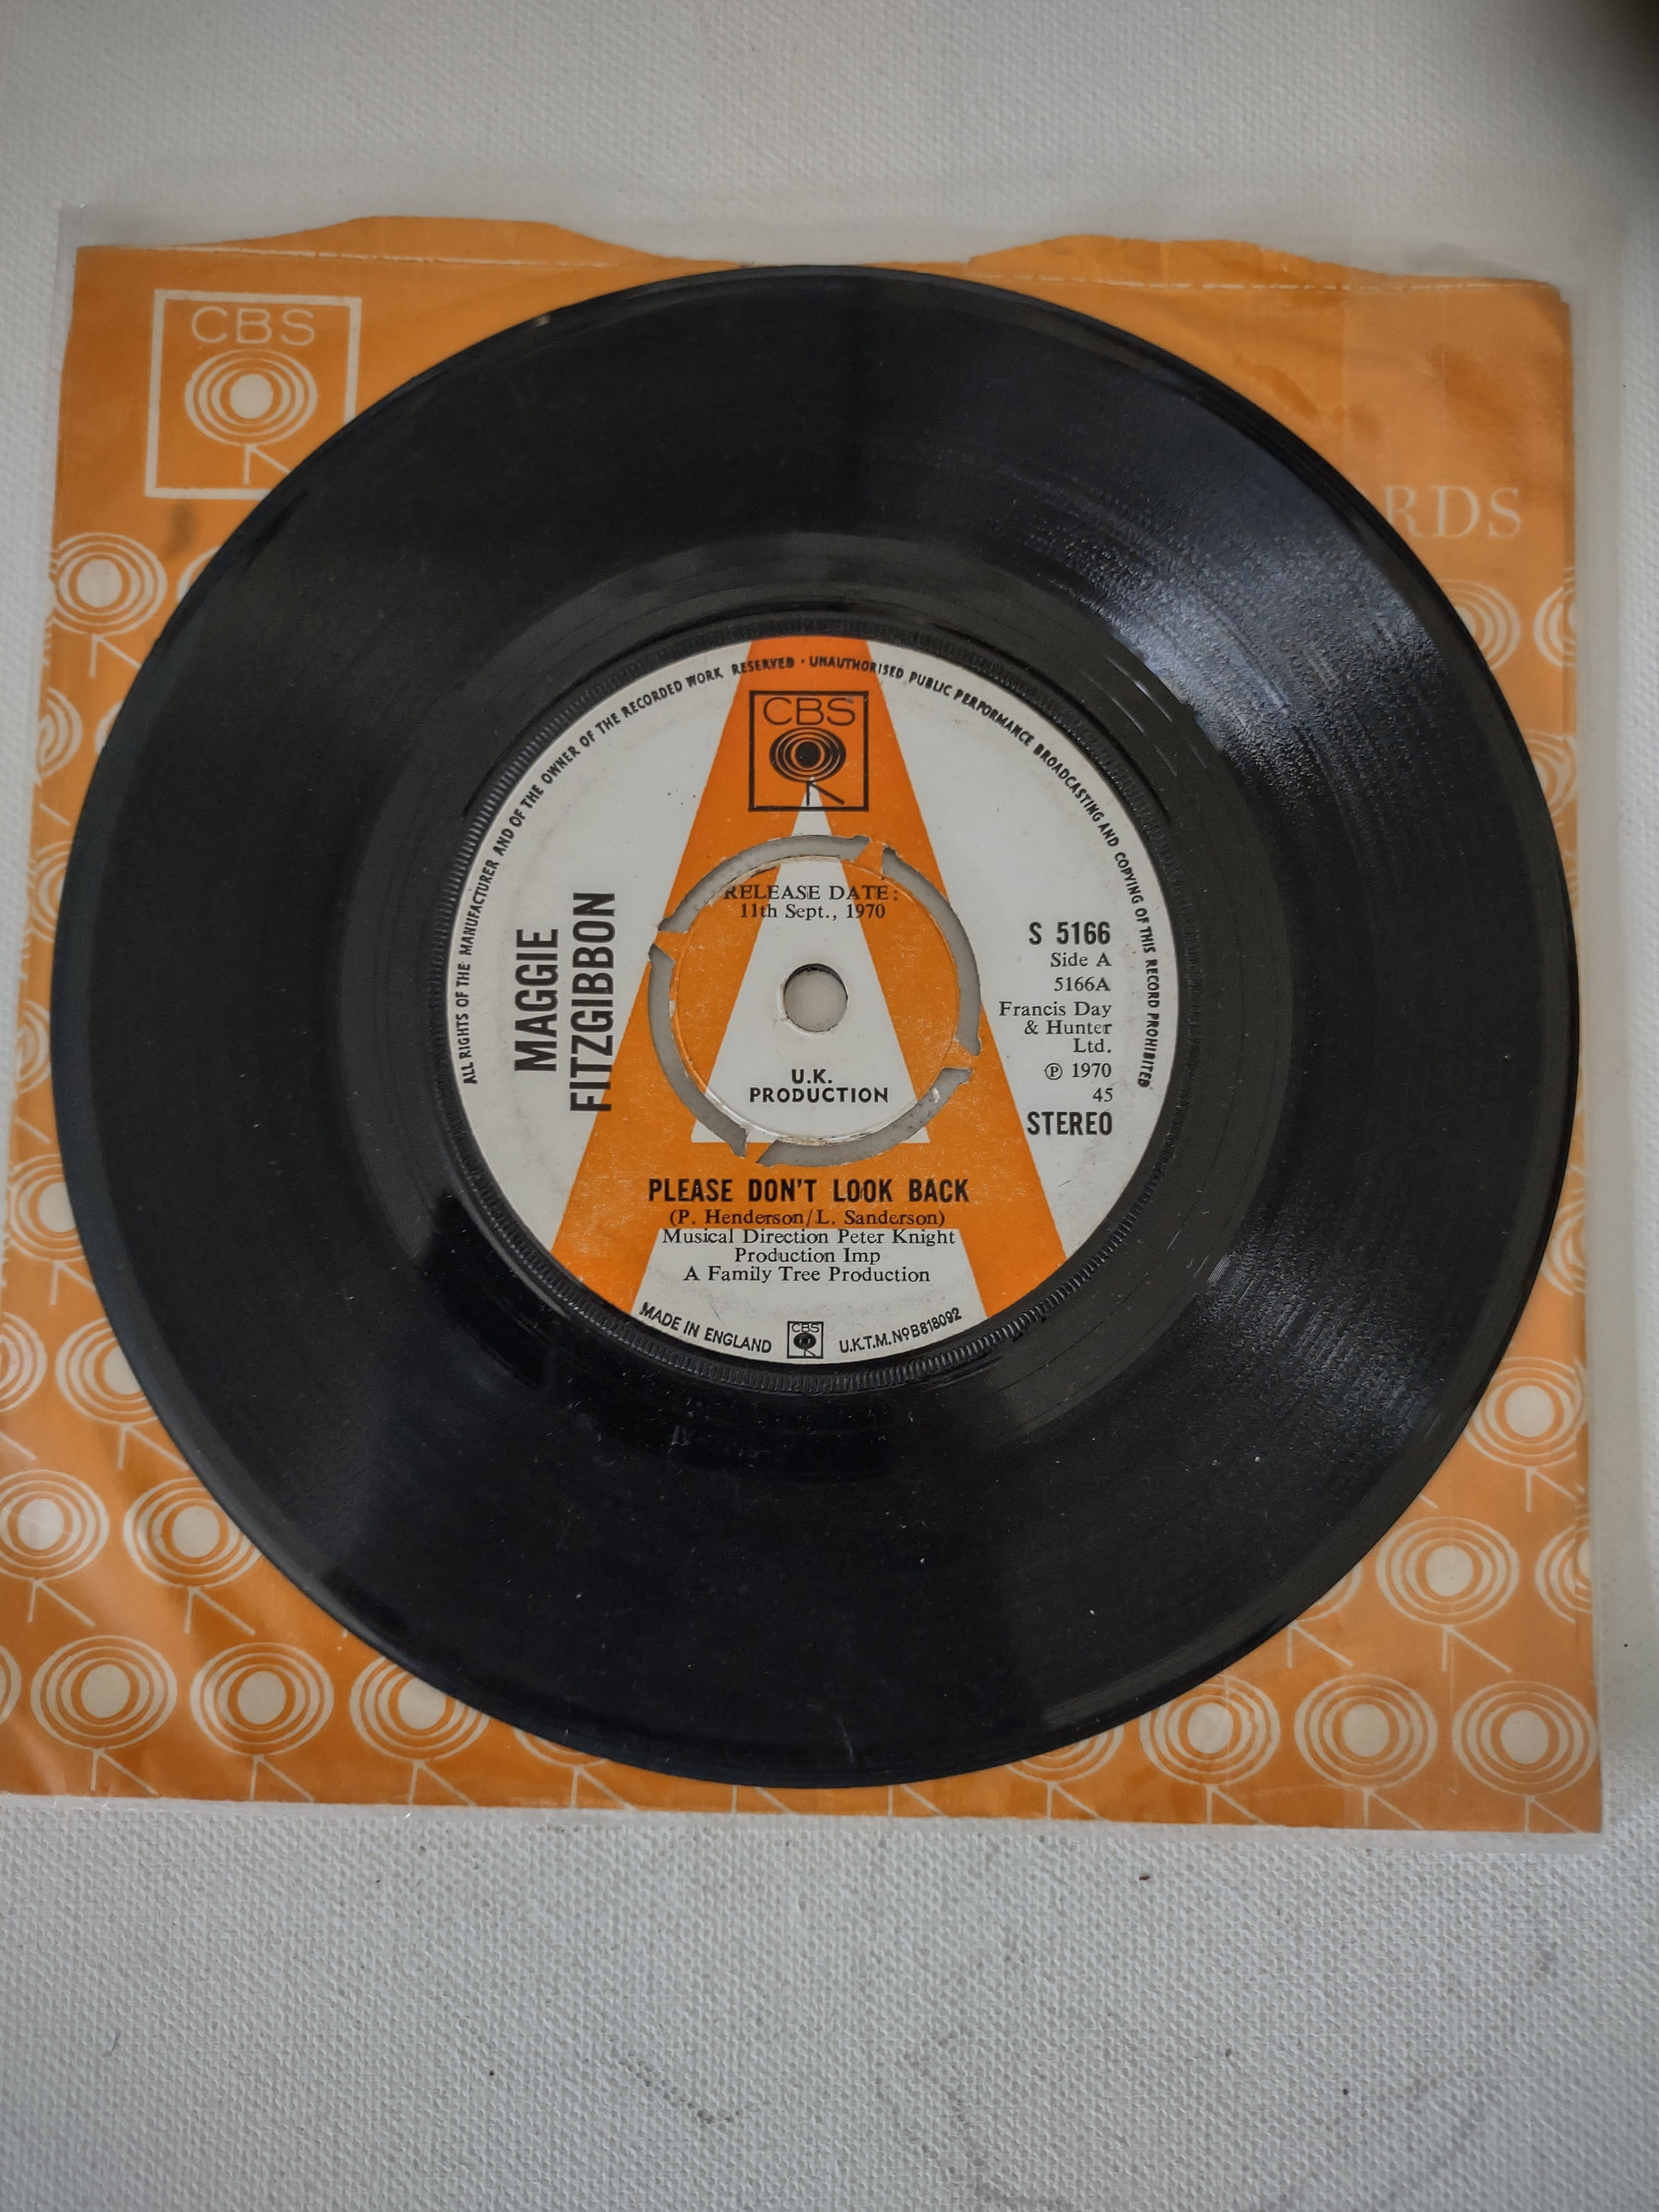 CBS
RDS
ALL RIGHTS OF THE MANUFACTURER AND OF THE OWNER OF THE RECORDED WORK RESERVED · UNAUTHORISED PUBLIC PERFORMANCE BROADCASTING AND COPYING OF THIS RECORD PROHIBITED
CBS
RELEASE DATE:
11th Sept., 1970
MAGGIE
FITZGIBBON
S 5166
Side A
5166A
Francis Day
& Hunter
Ltd.
℗ 1970
45
STEREO
U.K.
PRODUCTION
PLEASE DON'T LOOK BACK
(P. Henderson/L. Sanderson)
Musical Direction Peter Knight
Production Imp
A Family Tree Production
MADE IN ENGLAND CBS U.K.T.M. Nº B818092